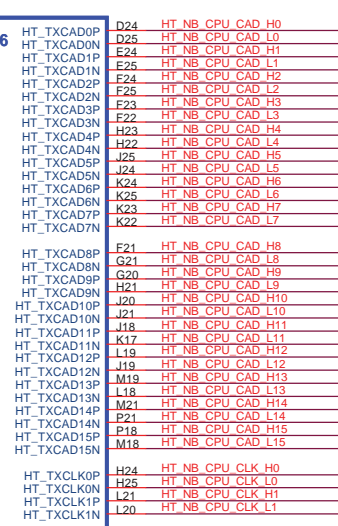 6
HT_TXCAD0P D24 HT_NB_CPU_CAD_H0
HT_TXCAD0N D25 HT_NB_CPU_CAD_L0
HT_TXCAD1P E24 HT_NB_CPU_CAD_H1
HT_TXCAD1N E25 HT_NB_CPU_CAD_L1
HT_TXCAD2P F24 HT_NB_CPU_CAD_H2
HT_TXCAD2N F25 HT_NB_CPU_CAD_L2
HT_TXCAD3P F23 HT_NB_CPU_CAD_H3
HT_TXCAD3N F22 HT_NB_CPU_CAD_L3
HT_TXCAD4P H23 HT_NB_CPU_CAD_H4
HT_TXCAD4N H22 HT_NB_CPU_CAD_L4
HT_TXCAD5P J25 HT_NB_CPU_CAD_H5
HT_TXCAD5N J24 HT_NB_CPU_CAD_L5
HT_TXCAD6P K24 HT_NB_CPU_CAD_H6
HT_TXCAD6N K25 HT_NB_CPU_CAD_L6
HT_TXCAD7P K23 HT_NB_CPU_CAD_H7
HT_TXCAD7N K22 HT_NB_CPU_CAD_L7
HT_TXCAD8P F21 HT_NB_CPU_CAD_H8
HT_TXCAD8N G21 HT_NB_CPU_CAD_L8
HT_TXCAD9P G20 HT_NB_CPU_CAD_H9
HT_TXCAD9N H21 HT_NB_CPU_CAD_L9
HT_TXCAD10P J20 HT_NB_CPU_CAD_H10
HT_TXCAD10N J21 HT_NB_CPU_CAD_L10
HT_TXCAD11P J18 HT_NB_CPU_CAD_H11
HT_TXCAD11N K17 HT_NB_CPU_CAD_L11
HT_TXCAD12P L19 HT_NB_CPU_CAD_H12
HT_TXCAD12N J19 HT_NB_CPU_CAD_L12
HT_TXCAD13P M19 HT_NB_CPU_CAD_H13
HT_TXCAD13N L18 HT_NB_CPU_CAD_L13
HT_TXCAD14P M21 HT_NB_CPU_CAD_H14
HT_TXCAD14N P21 HT_NB_CPU_CAD_L14
HT_TXCAD15P P18 HT_NB_CPU_CAD_H15
HT_TXCAD15N M18 HT_NB_CPU_CAD_L15
HT_TXCLK0P H24 HT_NB_CPU_CLK_H0
HT_TXCLK0N H25 HT_NB_CPU_CLK_L0
HT_TXCLK1P L21 HT_NB_CPU_CLK_H1
HT_TXCLK1N L20 HT_NB_CPU_CLK_L1